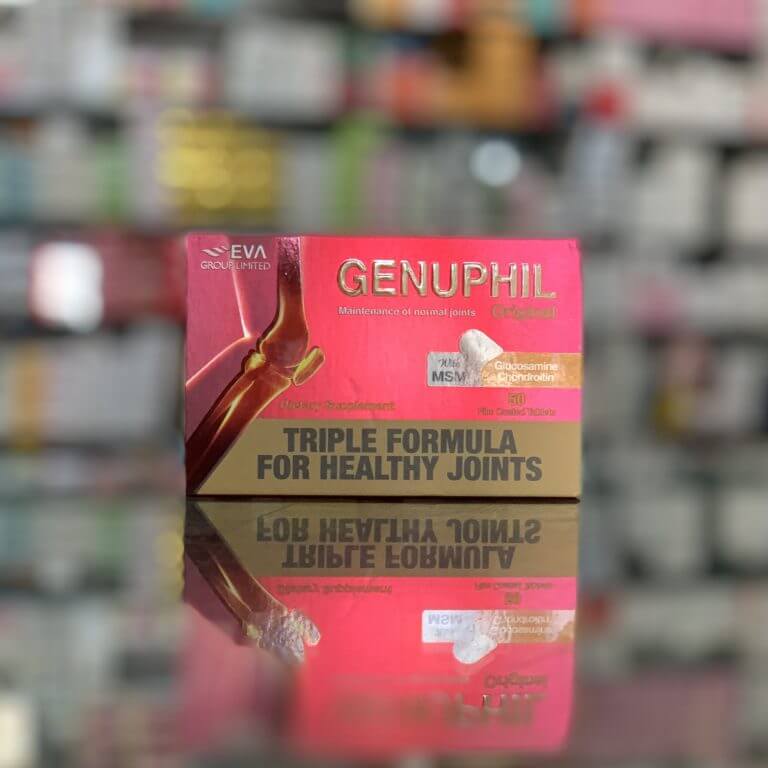 EVA
GROUP LIMITED
GENUPHIL
Maintenance of normal joints
Original
With
MSM
Glucosamine
Chondroitin
Dietary Supplement
50
Film Coated Tablets
TRIPLE FORMULA
FOR HEALTHY JOINTS